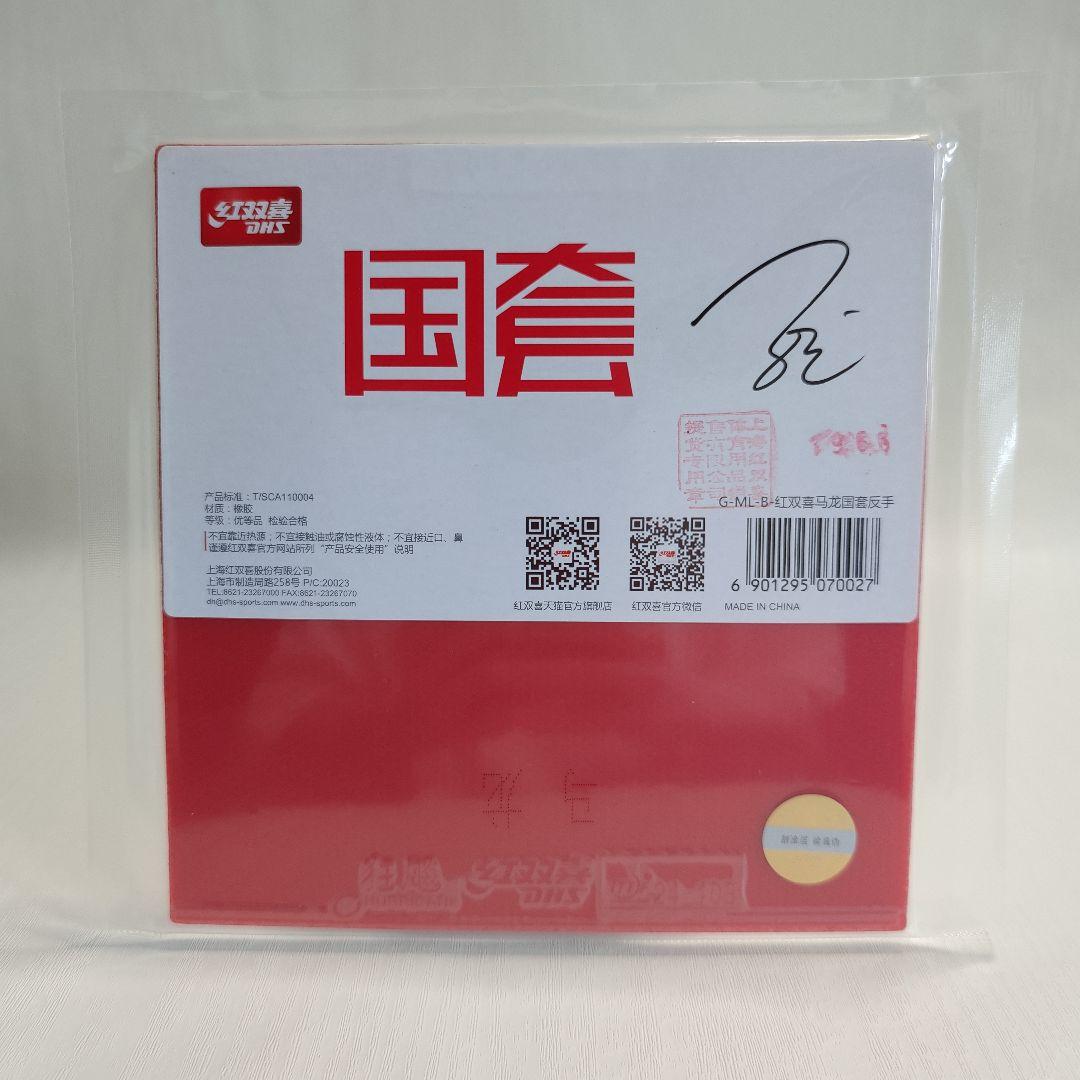 红双喜
DHS
国套
产品标准：T/SCA110004
材质：橡胶
等级：优等品 检验合格
不宜靠近热源；不宜接触油或腐蚀性液体；不宜接近口、鼻
谨遵红双喜官方网站所列“产品安全使用”说明
上海红双喜股份有限公司
上海市制造局路258号 P/C:20023
TEL:8621-23267000 FAX:8621-23267070
dh@dhs-sports.com www.dhs-sports.com
红双喜天猫官方旗舰店
红双喜官方微信
G-ML-B-红双喜马龙国套反手
6 901295 070027
MADE IN CHINA
红双喜
DHS